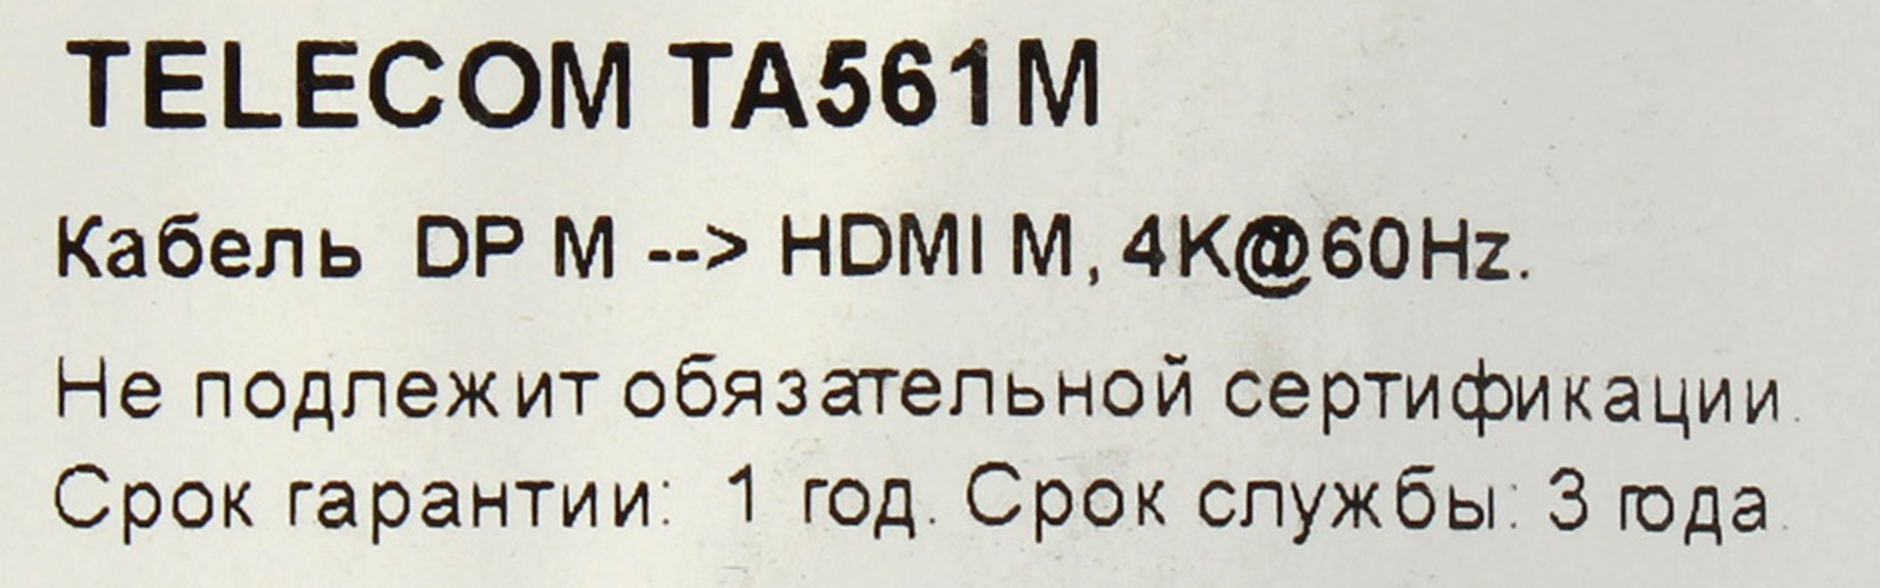 TELECOM TA561M
Кабель DP M --> HDMI M, 4K@60Hz.
Не подлежит обязательной сертификации.
Срок гарантии: 1 год. Срок службы: 3 года.